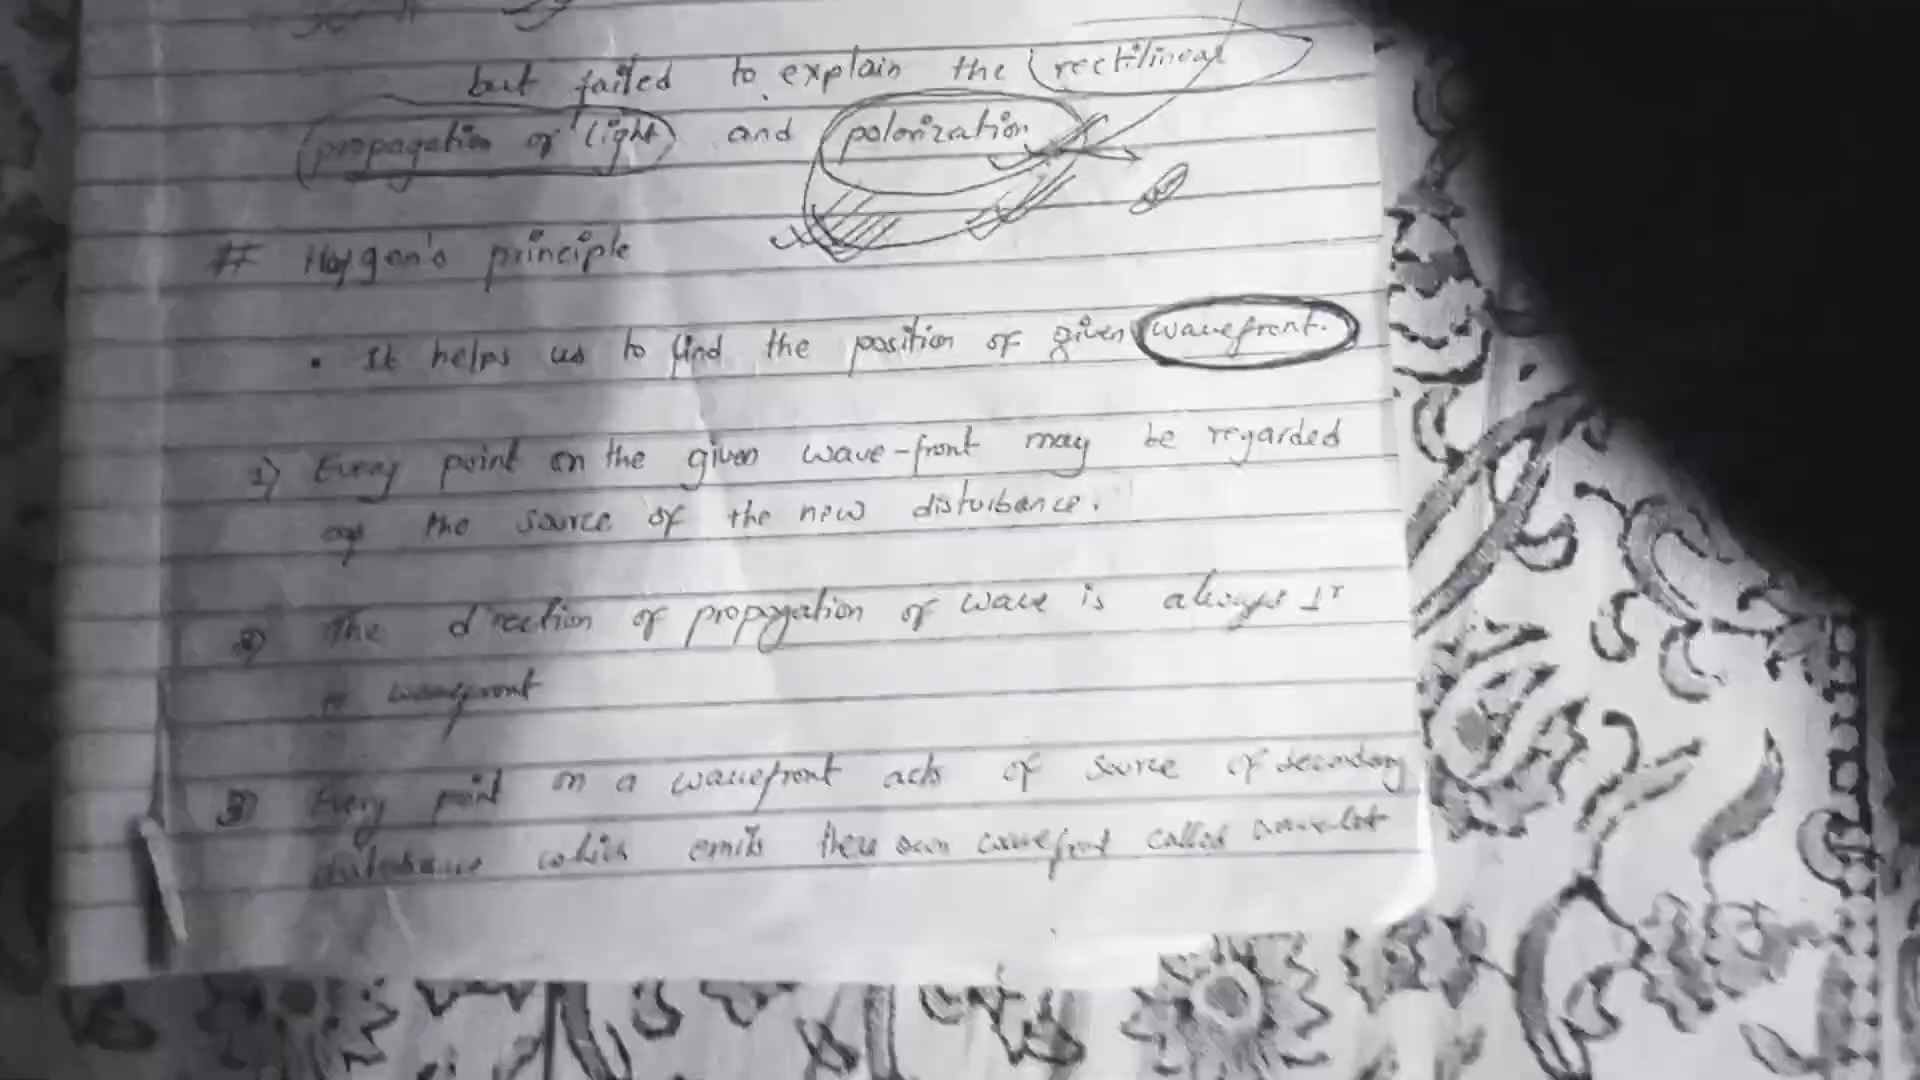 but failed to explain the rectilinear
propagation of light and polarization
# Huygen's principle
• It helps us to find the position of given wavefront.
1) Every point on the given wave-front may be regarded
as the source of the new disturbance.
2) The direction of propagation of wave is always ⊥r
wavefront
3) Every point on a wavefront acts of source of secondary
disturbance which emits there own wavefront called wavelet